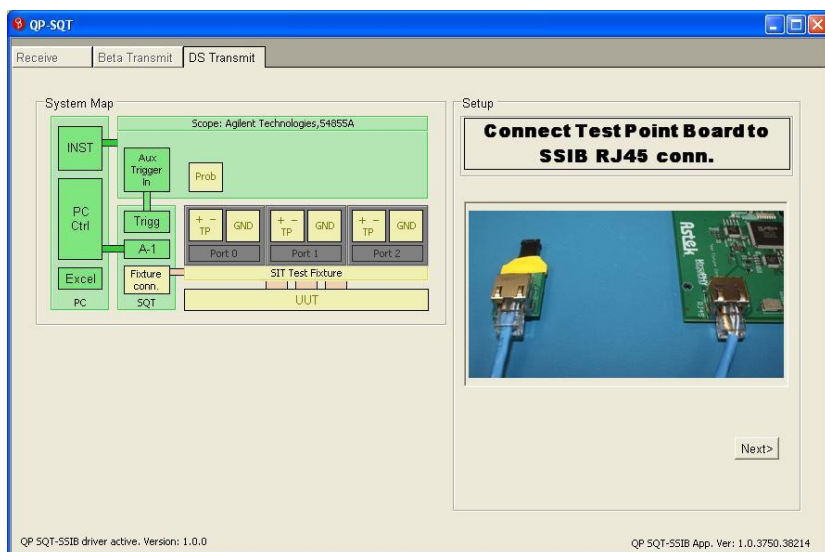 QP-SQT
Receive
Beta Transmit
DS Transmit
System Map
Scope: Agilent Technologies,54855A
INST
Aux
Trigger
In
Prob
PC
Ctrl
Trigg
A-1
+ -
TP
GND
+ -
TP
GND
+ -
TP
GND
Port 0
Port 1
Port 2
Excel
Fixture
conn.
SIT Test Fixture
UUT
PC
SQT
Setup
Connect Test Point Board to
SSIB RJ45 conn.
Astek
Next>
QP SQT-SSIB driver active. Version: 1.0.0
QP SQT-SSIB App. Ver: 1.0.3750.38214